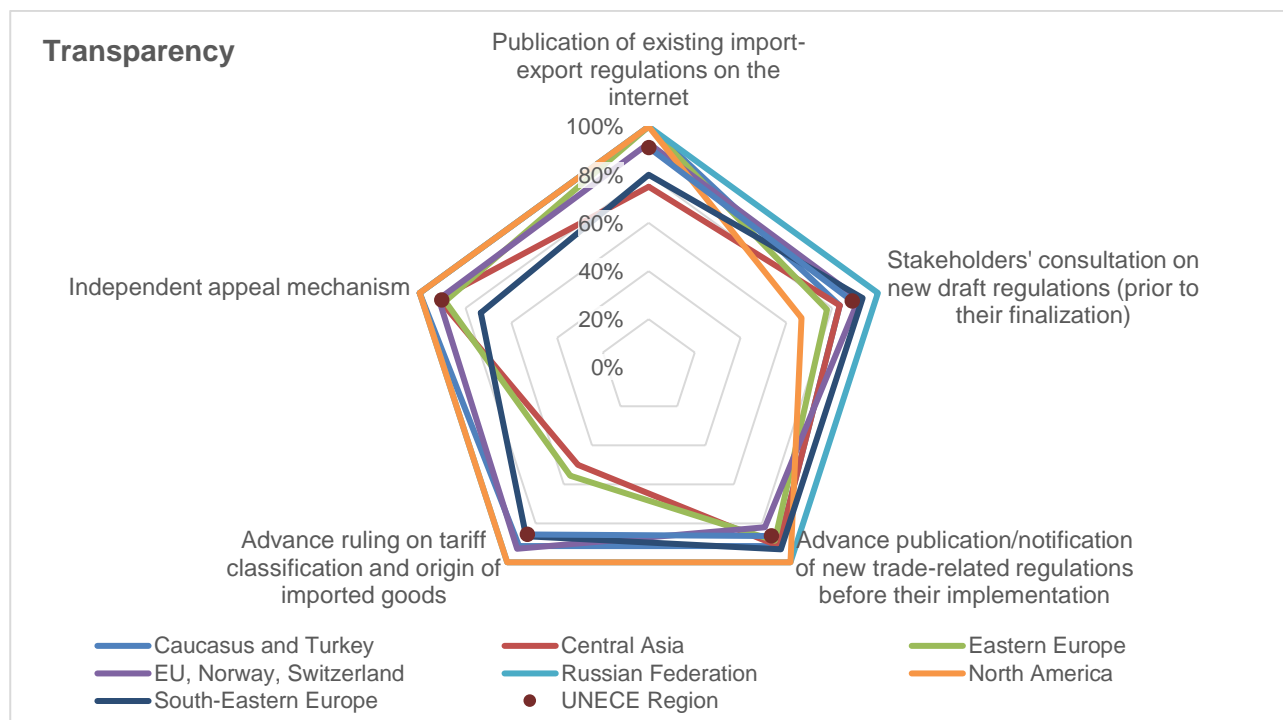 Transparency
Publication of existing import-
export regulations on the
internet
100%
80%
60%
40%
20%
0%
Stakeholders' consultation on
new draft regulations (prior to
their finalization)
Independent appeal mechanism
Advance ruling on tariff
classification and origin of
imported goods
Advance publication/notification
of new trade-related regulations
before their implementation
Caucasus and Turkey
Central Asia
Eastern Europe
EU, Norway, Switzerland
Russian Federation
North America
South-Eastern Europe
UNECE Region